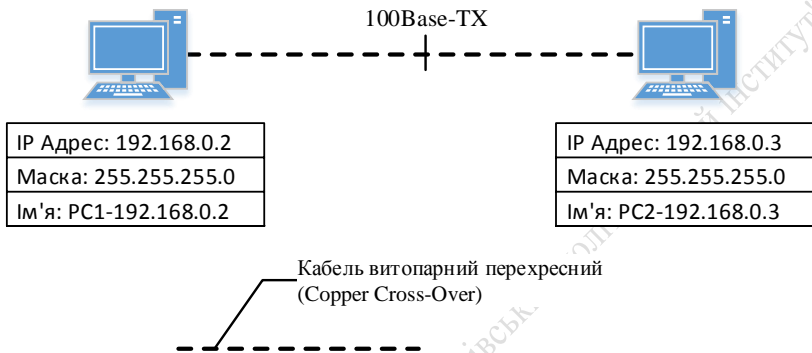 100Base-TX
IP Адрес: 192.168.0.2
Маска: 255.255.255.0
Ім'я: PC1-192.168.0.2
IP Адрес: 192.168.0.3
Маска: 255.255.255.0
Ім'я: PC2-192.168.0.3
Кабель витопарний перехресний
(Copper Cross-Over)